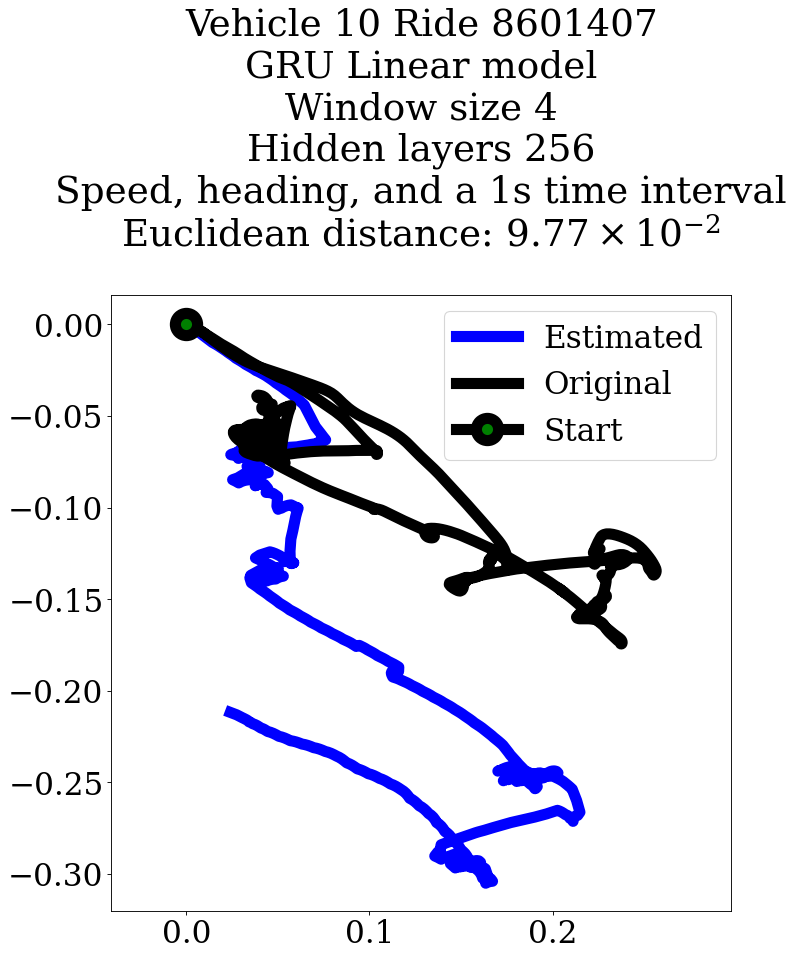 Vehicle 10 Ride 8601407
GRU Linear model
Window size 4
Hidden layers 256
Speed, heading, and a 1s time interval
Euclidean distance: 9.77 × 10⁻²
Estimated
Original
Start
0.00
−0.05
−0.10
−0.15
−0.20
−0.25
−0.30
0.0 0.1 0.2